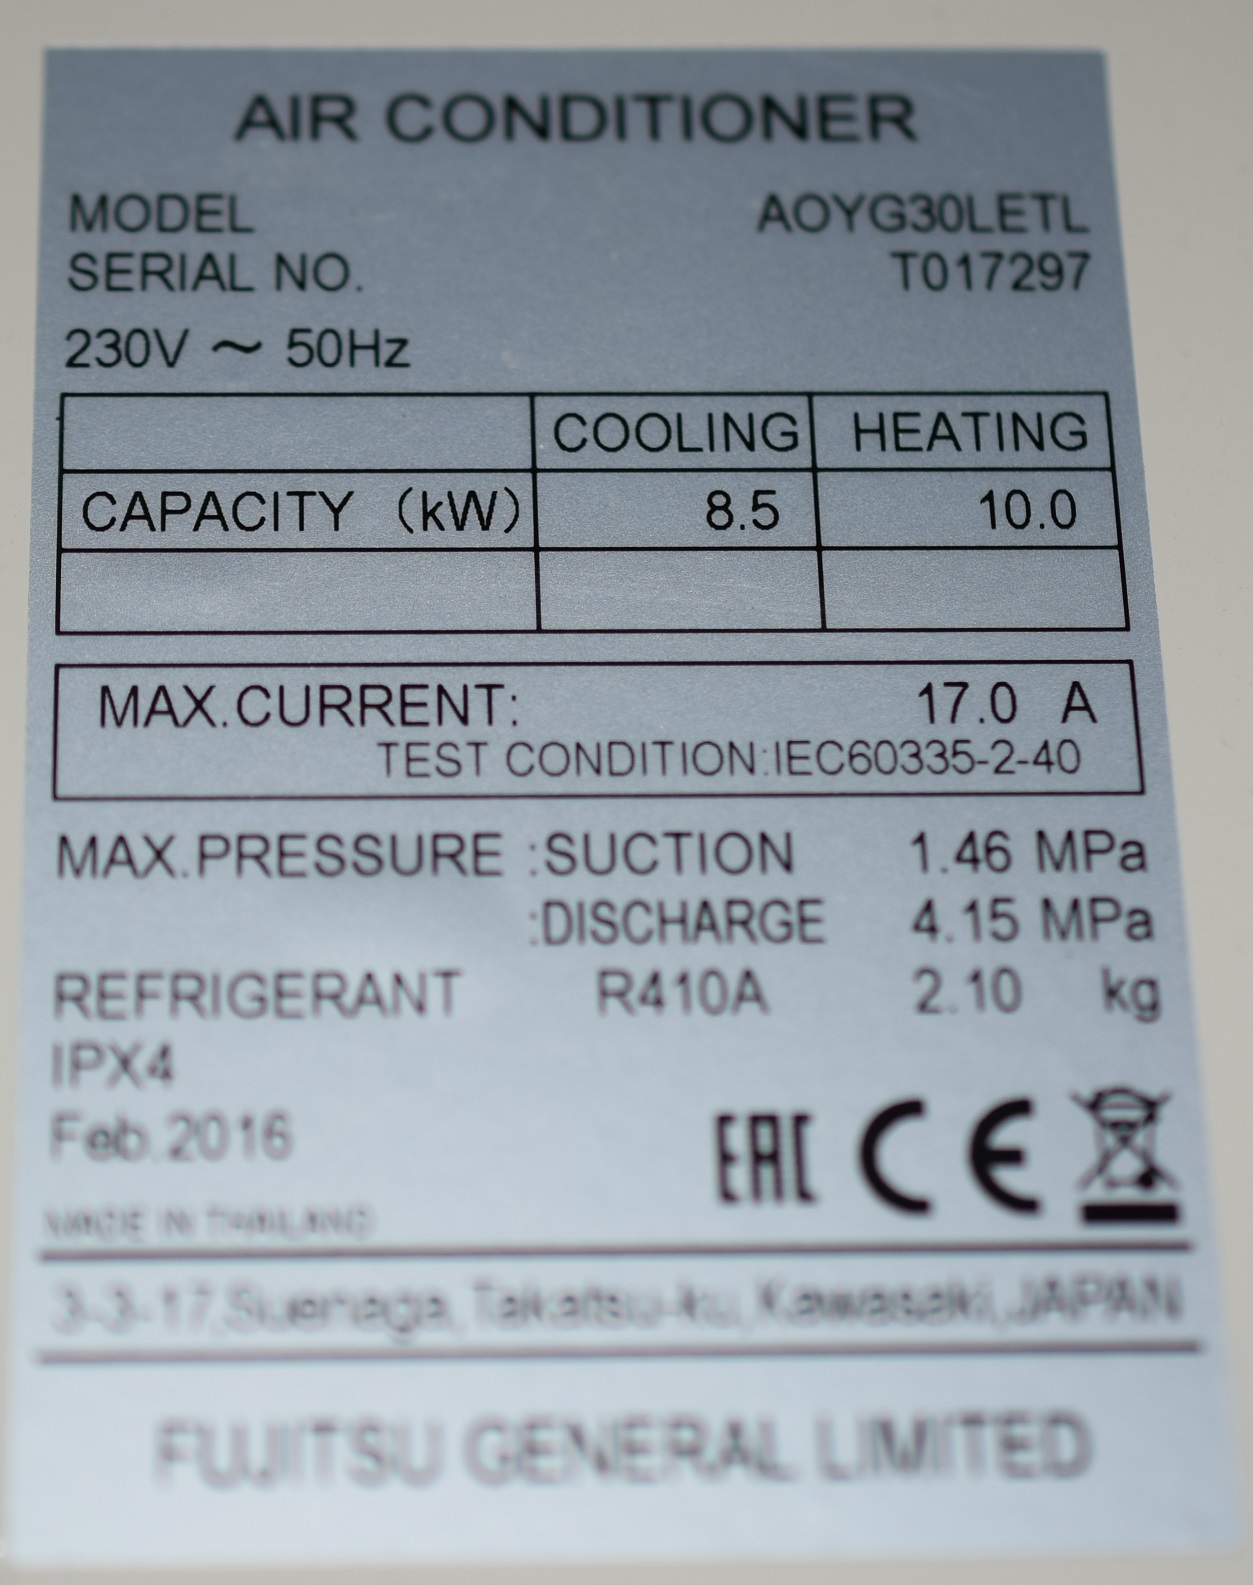 AIR CONDITIONER
MODEL AOYG30LETL
SERIAL NO. T017297
230V ~ 50Hz
COOLING HEATING
CAPACITY (kW) 8.5 10.0
MAX.CURRENT: 17.0 A
TEST CONDITION:IEC60335-2-40
MAX.PRESSURE :SUCTION 1.46 MPa
:DISCHARGE 4.15 MPa
REFRIGERANT R410A 2.10 kg
IPX4
Feb.2016
EAC CE
MADE IN THAILAND
3-3-17,Suenaga,Takatsu-ku,Kawasaki,JAPAN
FUJITSU GENERAL LIMITED